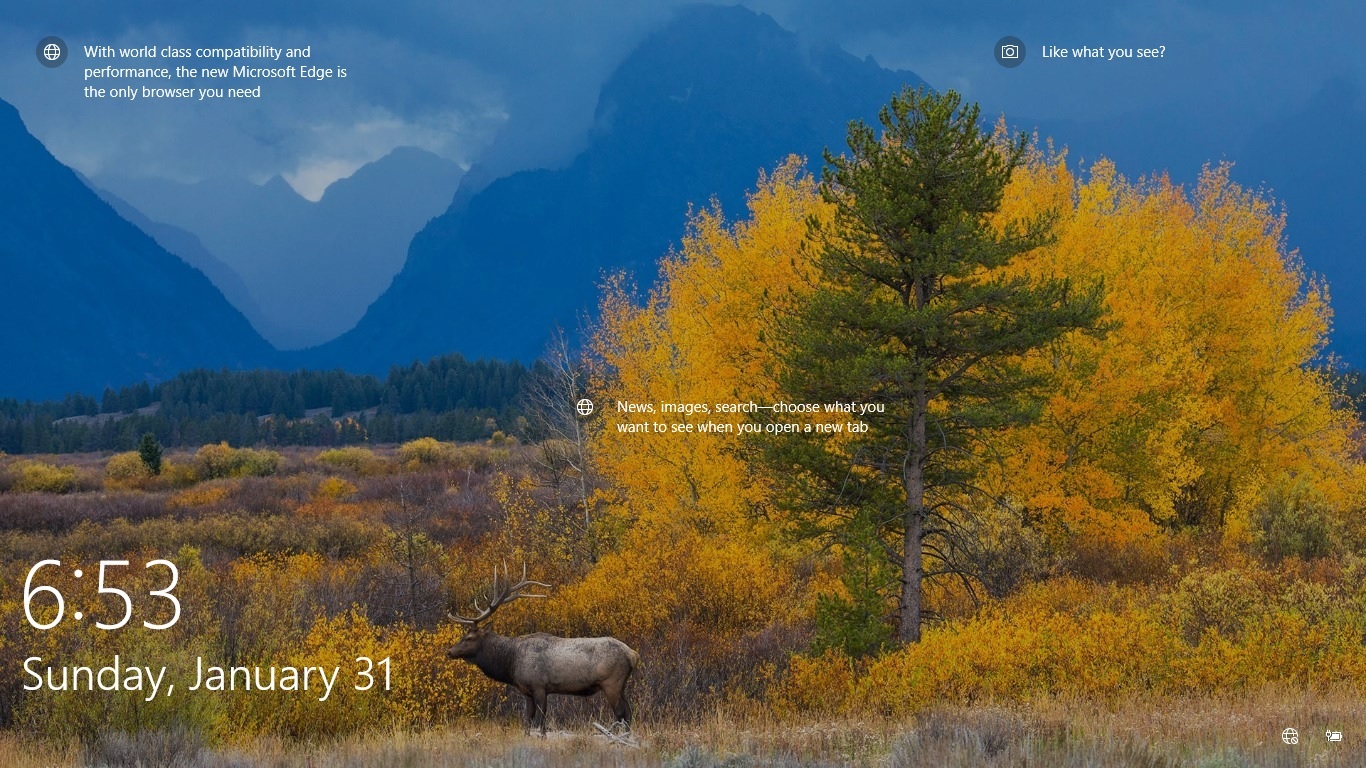 With world class compatibility and
performance, the new Microsoft Edge is
the only browser you need
Like what you see?
News, images, search—choose what you
want to see when you open a new tab
6:53
Sunday, January 31